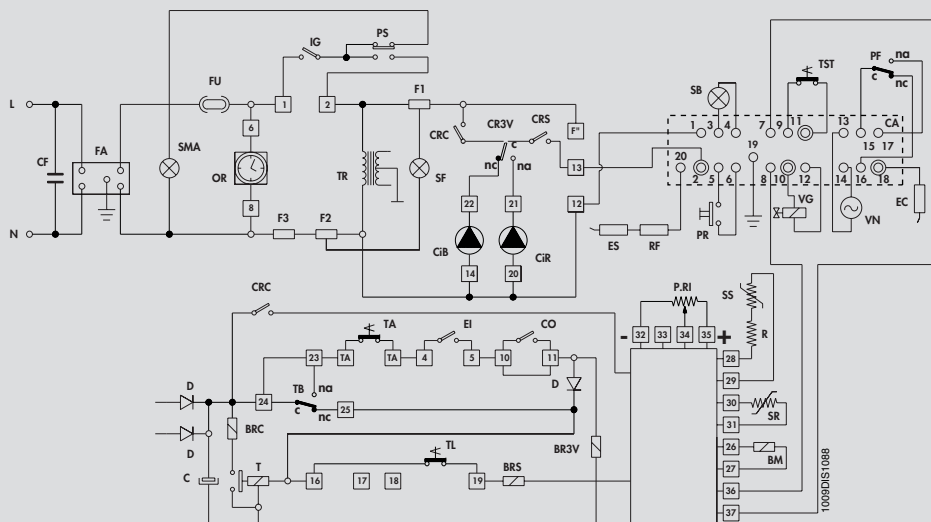 IG
PS
L
FU
1
2
F1
CF
FA
SMA
6
OR
8
TR
CRC
CR3V
CRS
F"
nc
c
na
SF
22
21
13
12
N
F3
F2
CiB
CiR
14
20
SB
TST
PF
na
c
nc
1
3
4
7
9
11
13
CA
15
17
20
19
2
5
6
8
10
12
14
16
18
ES
RF
PR
VG
VN
EC
CRC
P.RI
SS
-
32
33
34
35
+
R
23
TA
TA
TA
EI
4
5
CO
10
11
28
29
D
24
TB
na
c
nc
25
D
30
SR
31
D
BRC
BR3V
26
BM
27
C
T
16
17
18
TL
19
BRS
36
37
1009DIS1088